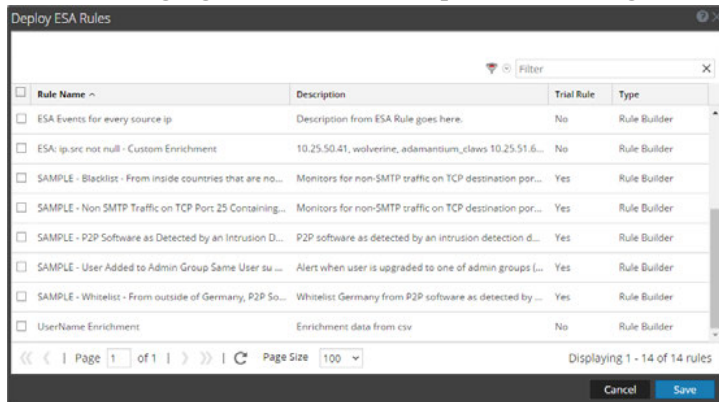 Deploy ESA Rules
Filter
Rule Name Description Trial Rule Type
ESA Events for every source ip Description from ESA Rule goes here. No Rule Builder
ESA: ip.src not null - Custom Enrichment 10.25.50.41, wolverine, adamantium_claws 10.25.51.6... No Rule Builder
SAMPLE - Blacklist - From inside countries that are no... Monitors for non-SMTP traffic on TCP destination por... Yes Rule Builder
SAMPLE - Non SMTP Traffic on TCP Port 25 Containing... Monitors for non-SMTP traffic on TCP destination por... Yes Rule Builder
SAMPLE - P2P Software as Detected by an Intrusion D... P2P software as detected by an intrusion detection d... Yes Rule Builder
SAMPLE - User Added to Admin Group Same User su ... Alert when user is upgraded to one of admin groups (... Yes Rule Builder
SAMPLE - Whitelist - From outside of Germany, P2P So... Whitelist Germany from P2P software as detected by ... Yes Rule Builder
UserName Enrichment Enrichment data from csv No Rule Builder
Page 1 of 1 Page Size 100 Displaying 1 - 14 of 14 rules
Cancel Save